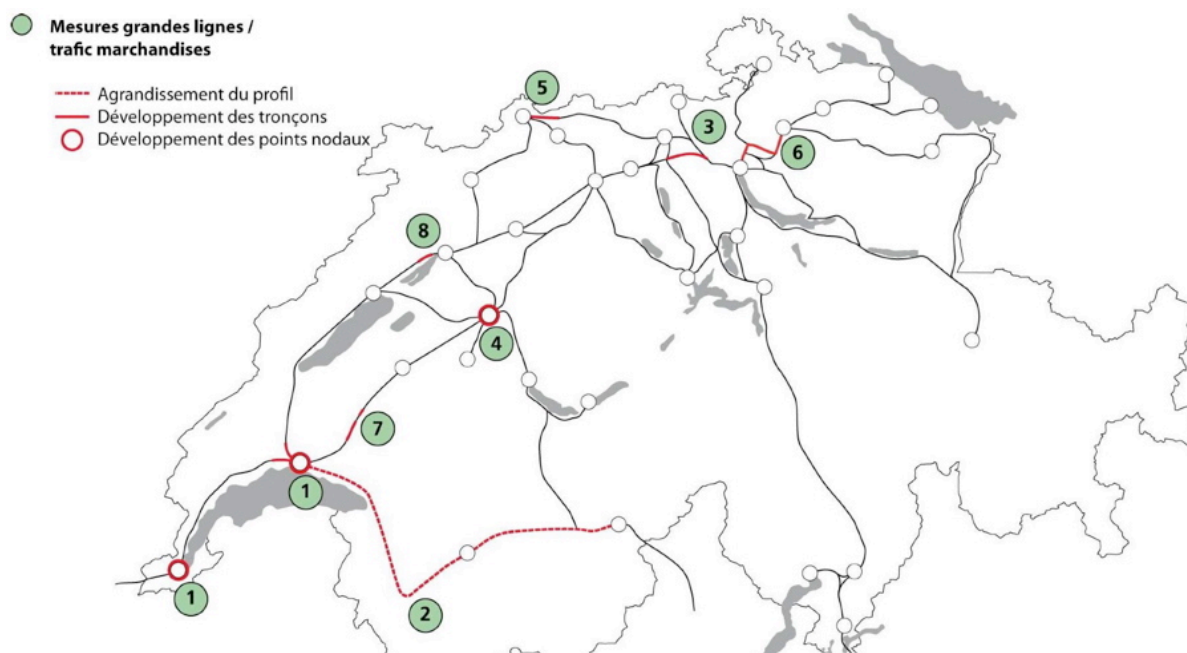 Mesures grandes lignes /
trafic marchandises
Agrandissement du profil
Développement des tronçons
Développement des points nodaux
5
3
6
8
4
7
1
1
2